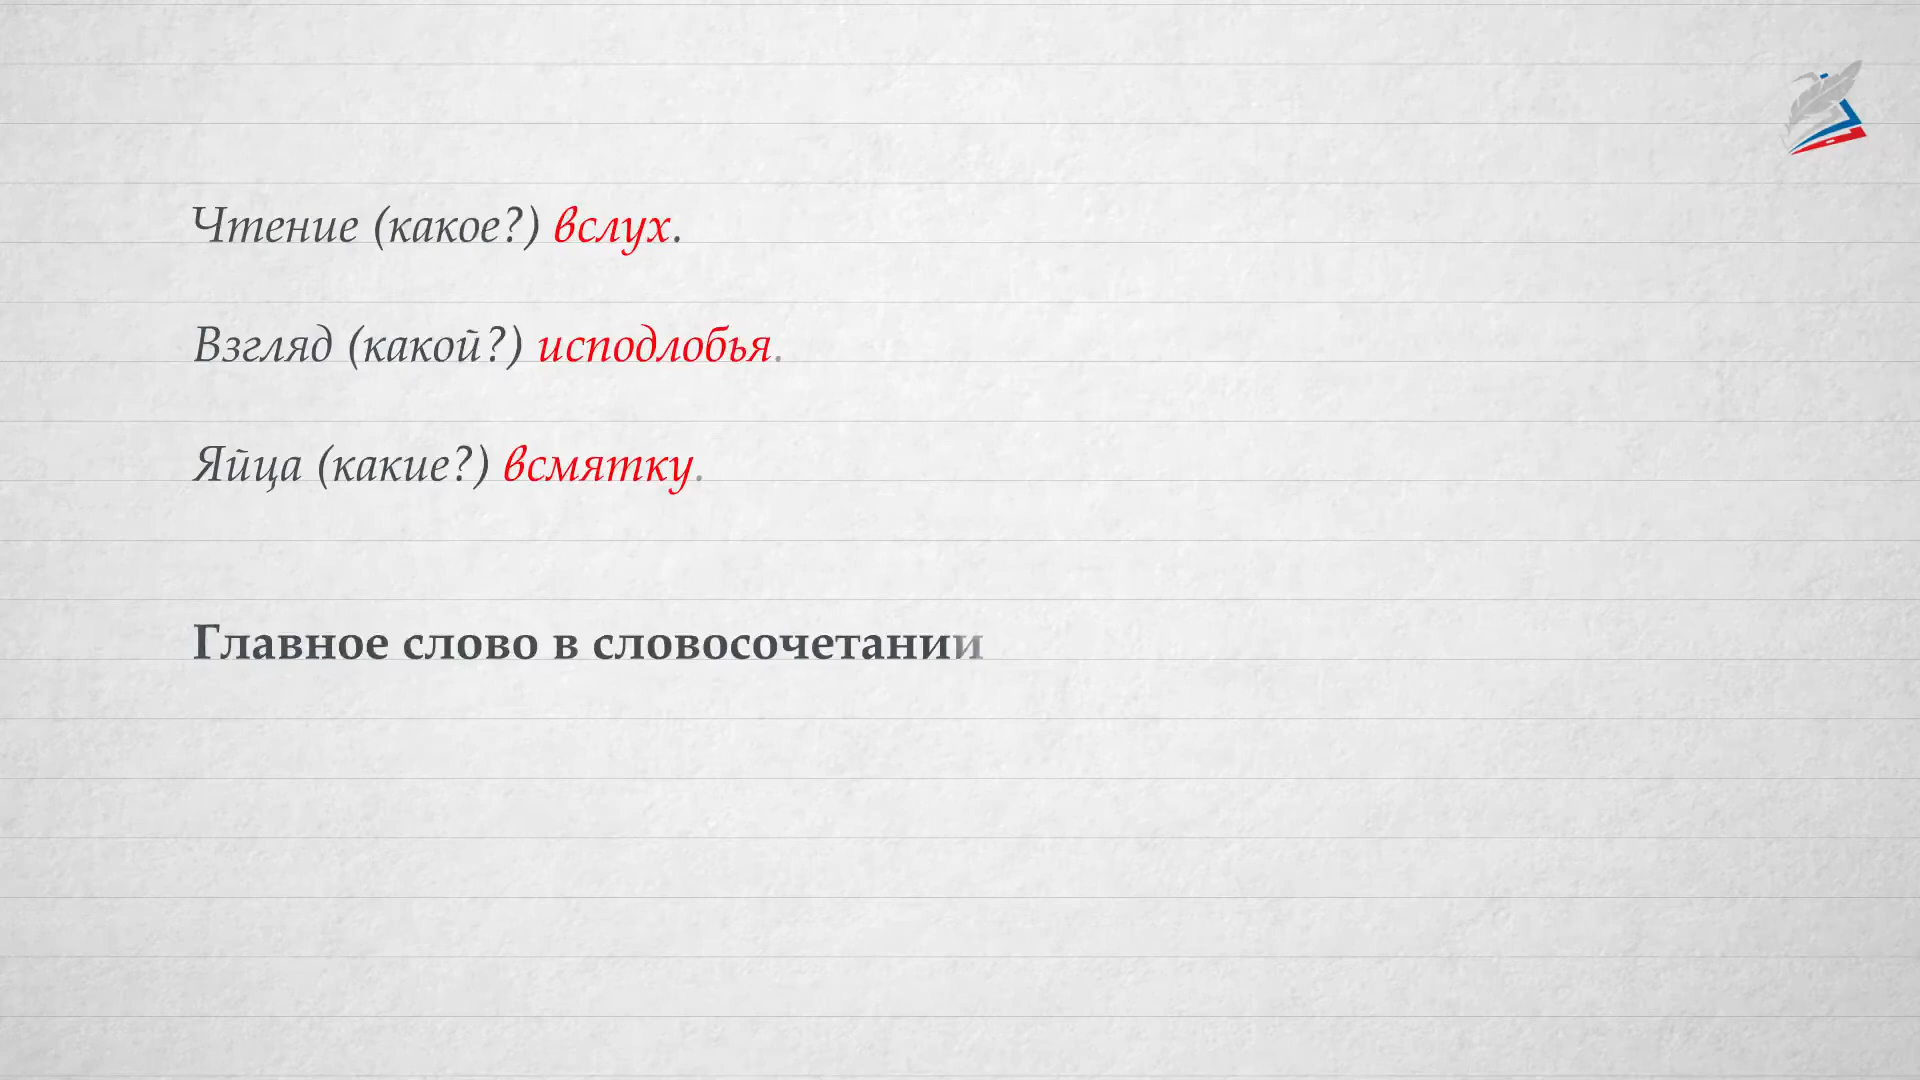 Чтение (какое?) вслух.
Взгляд (какой?) исподлобья.
Яйца (какие?) всмятку.
Главное слово в словосочетании